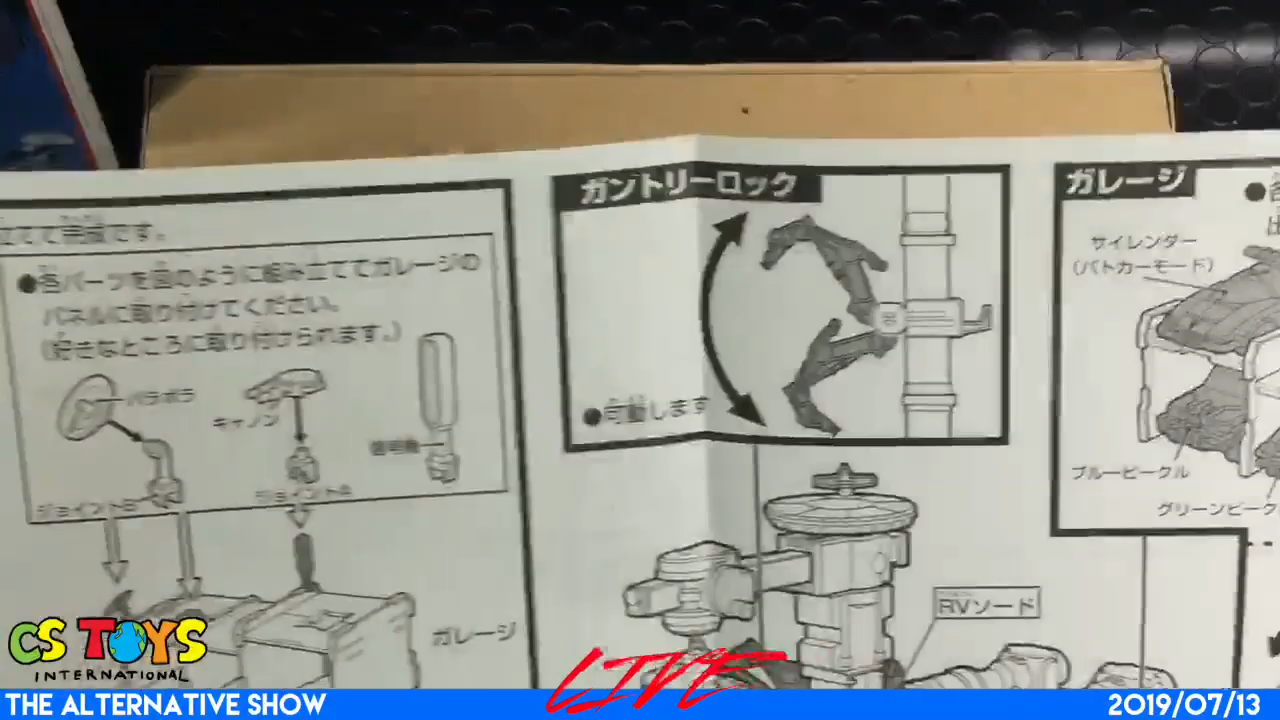 立てて完成です。
●各パーツを図のように組み立ててガレージの
パネルに取り付けてください。
(好きなところに取り付けられます。)
パラボラ
キャノン
ジョイントB
ジョイントA
ガレージ
ガントリーロック
●可動します
RVソード
ガレージ
サイレンダー
(パトカーモード)
ブルービークル
グリーンビーク
CS TOYS
INTERNATIONAL
LIVE
THE ALTERNATIVE SHOW
2019/07/13